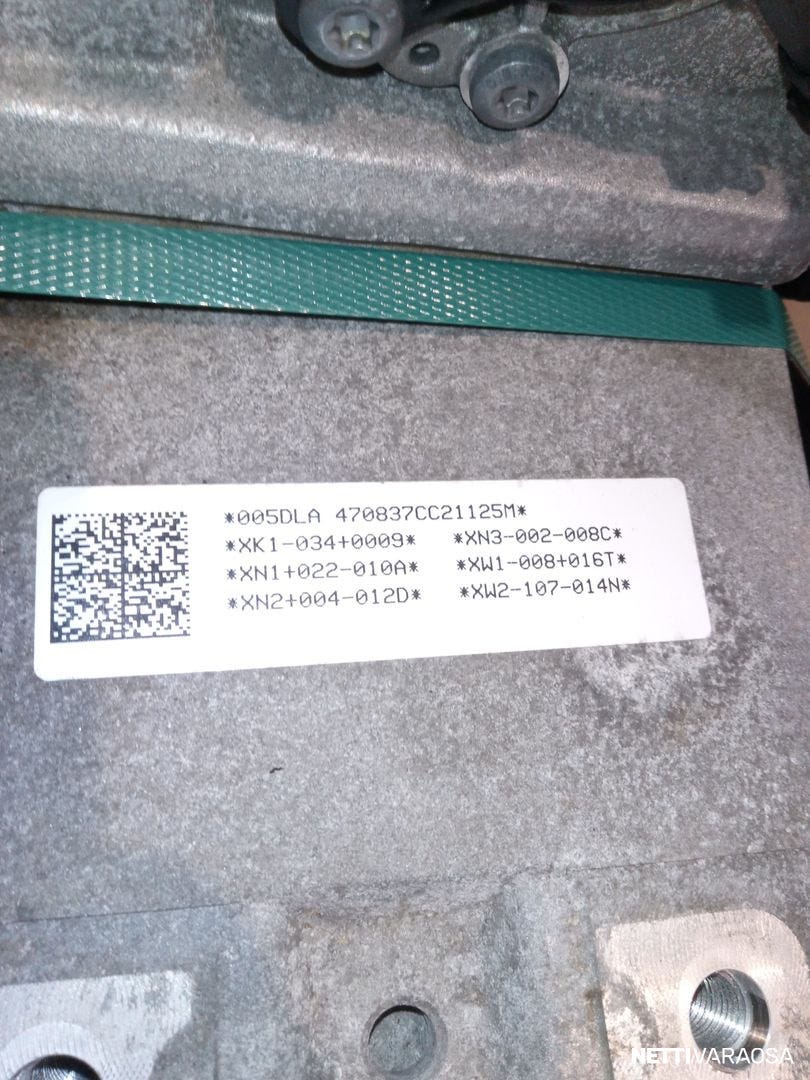 *005DLA 470837CC21125M*
*XK1-034+0009* *XN3-002-008C*
*XN1+022-010A* *XW1-008+016T*
*XN2+004-012D* *XW2-107-014N*
NETTIVARAOSA